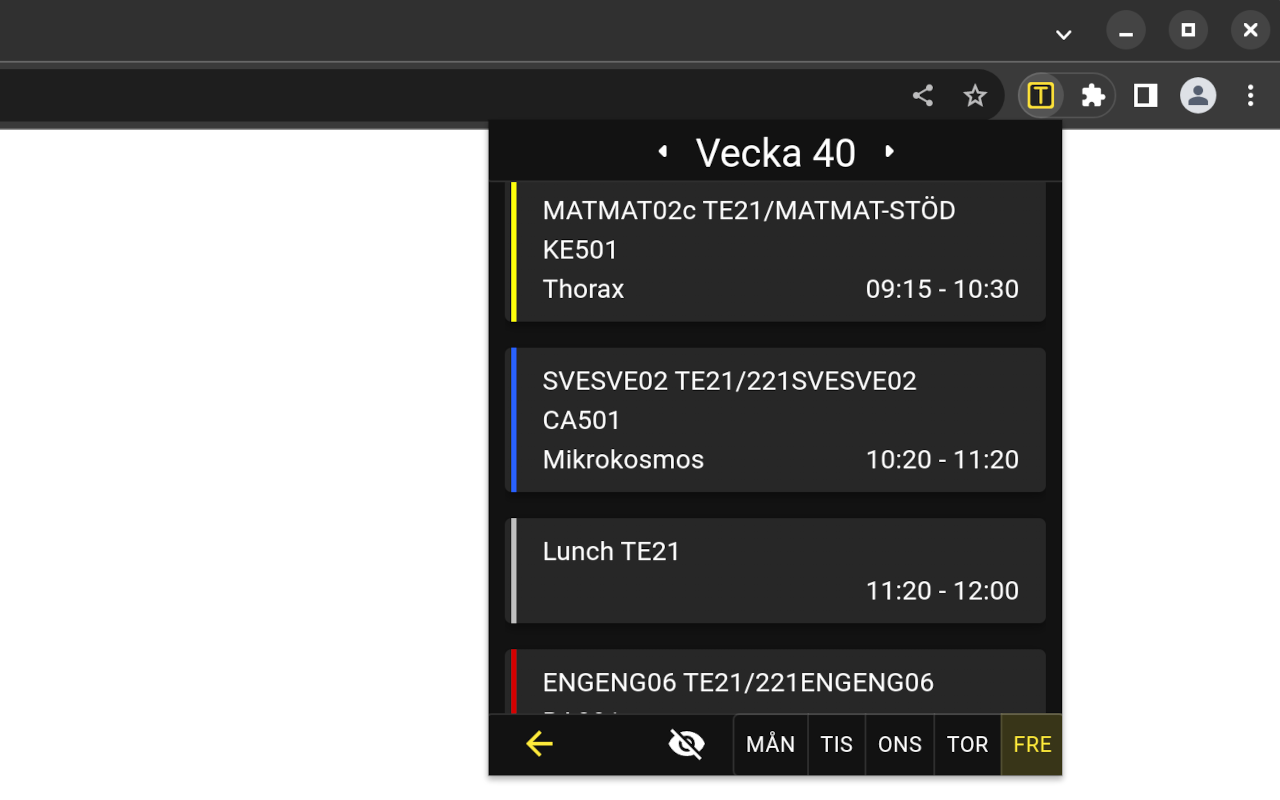 T
Vecka 40
MATMAT02c TE21/MATMAT-STÖD
KE501
Thorax 09:15 - 10:30
SVESVE02 TE21/221SVESVE02
CA501
Mikrokosmos 10:20 - 11:20
Lunch TE21
11:20 - 12:00
ENGENG06 TE21/221ENGENG06
MÅN TIS ONS TOR FRE